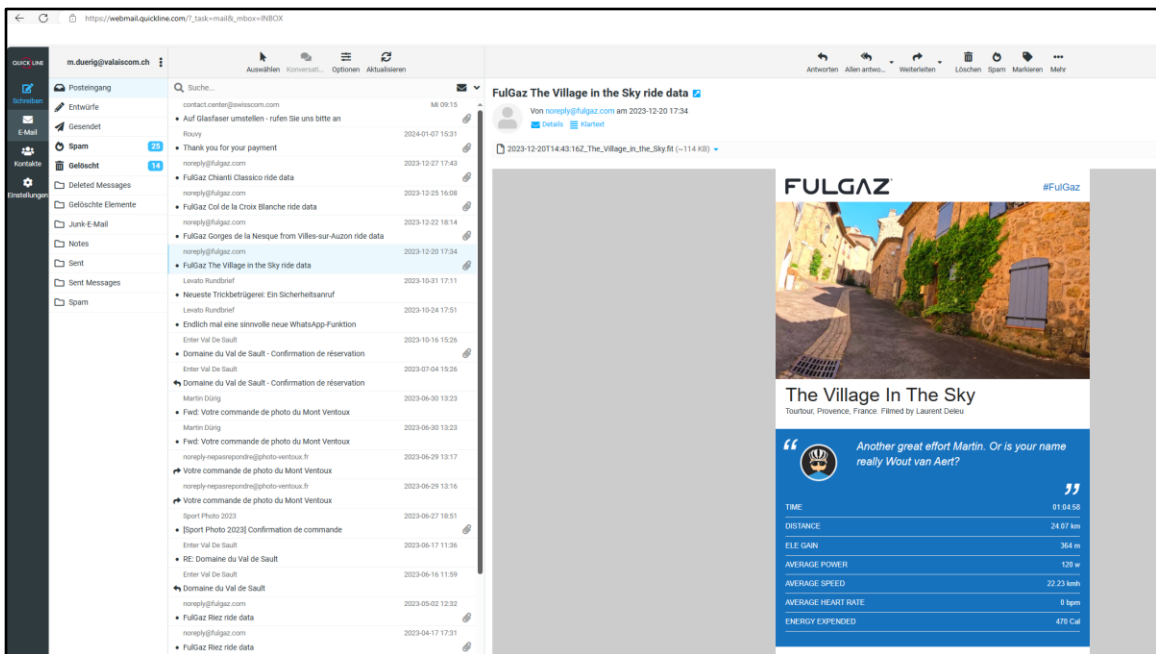 https://webmail.quickline.com/?_task=mail&_mbox=INBOX
QUICKLINE
m.duerig@valaiscom.ch
Auswählen
Konversati...
Optionen
Aktualisieren
Antworten
Allen antwo...
Weiterleiten
Löschen
Spam
Markieren
Mehr
Schreiben
E-Mail
Kontakte
Einstellungen
Posteingang
Entwürfe
Gesendet
Spam 25
Gelöscht 14
Deleted Messages
Gelöschte Elemente
Junk-E-Mail
Notes
Sent
Sent Messages
Spam
Suche...
contact.center@swisscom.com Mi 09:15
Auf Glasfaser umstellen - rufen Sie uns bitte an
Rouvy 2024-01-07 15:31
Thank you for your payment
noreply@fulgaz.com 2023-12-27 17:43
FulGaz Chianti Classico ride data
noreply@fulgaz.com 2023-12-25 16:08
FulGaz Col de la Croix Blanche ride data
noreply@fulgaz.com 2023-12-22 18:14
FulGaz Gorges de la Nesque from Villes-sur-Auzon ride data
noreply@fulgaz.com 2023-12-20 17:34
FulGaz The Village in the Sky ride data
Levato Rundbrief 2023-10-31 17:11
Neueste Trickbetrügerei: Ein Sicherheitsanruf
Levato Rundbrief 2023-10-24 17:51
Endlich mal eine sinnvolle neue WhatsApp-Funktion
Enter Val De Sault 2023-10-16 15:26
Domaine du Val de Sault - Confirmation de réservation
Enter Val De Sault 2023-07-04 15:26
Domaine du Val de Sault - Confirmation de réservation
Martin Dürig 2023-06-30 13:23
Fwd: Votre commande de photo du Mont Ventoux
Martin Dürig 2023-06-30 13:23
Fwd: Votre commande de photo du Mont Ventoux
noreply-nepasrepondre@photo-ventoux.fr 2023-06-29 13:17
Votre commande de photo du Mont Ventoux
noreply-nepasrepondre@photo-ventoux.fr 2023-06-29 13:16
Votre commande de photo du Mont Ventoux
Sport Photo 2023 2023-06-27 18:51
[Sport Photo 2023] Confirmation de commande
Enter Val De Sault 2023-06-17 11:36
RE: Domaine du Val de Sault
Enter Val De Sault 2023-06-16 11:59
Domaine du Val de Sault
noreply@fulgaz.com 2023-05-02 12:32
FulGaz Riez ride data
noreply@fulgaz.com 2023-04-17 17:31
FulGaz Riez ride data
FulGaz The Village in the Sky ride data
Von noreply@fulgaz.com am 2023-12-20 17:34
Details Klartext
2023-12-20T14:43:16Z_The_Village_in_the_Sky.fit (~114 KB)
FULGAZ #FulGaz
The Village In The Sky
Tourtour, Provence, France. Filmed by Laurent Deleu
“ Another great effort Martin. Or is your name
really Wout van Aert?
”
TIME 01:04:58
DISTANCE 24.07 km
ELE GAIN 364 m
AVERAGE POWER 120 w
AVERAGE SPEED 22.23 kmh
AVERAGE HEART RATE 0 bpm
ENERGY EXPENDED 470 Cal